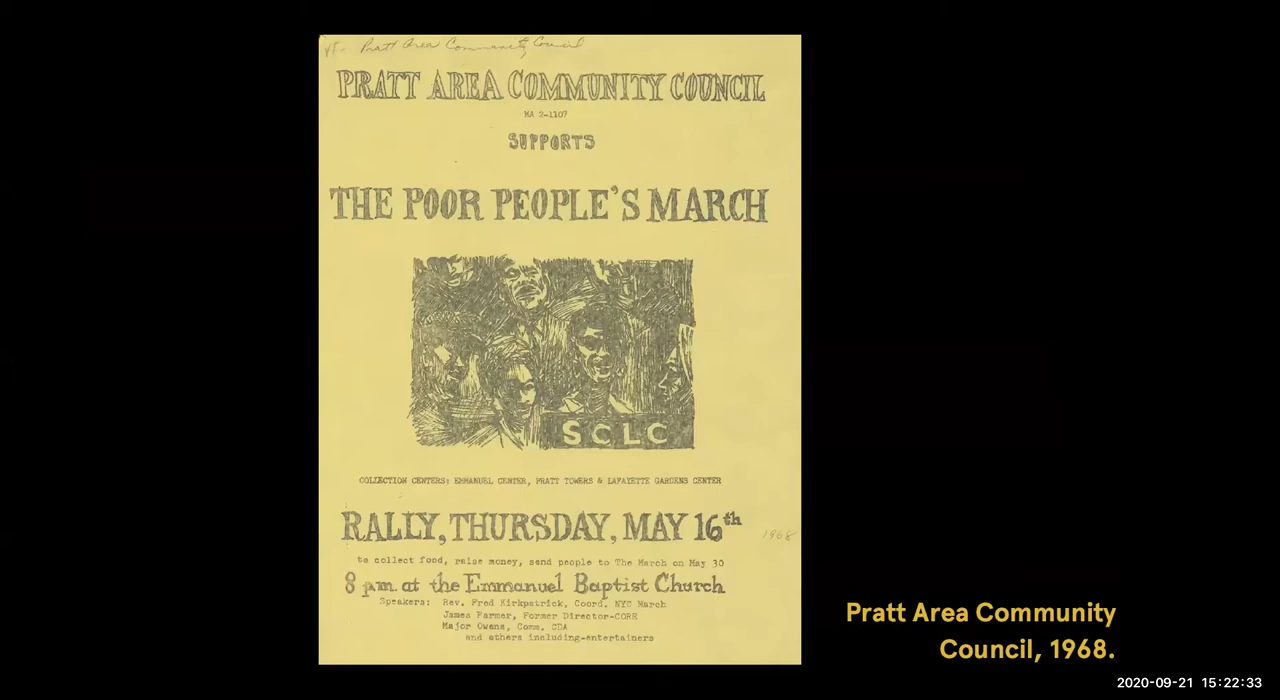 Pratt Area Community Council
PRATT AREA COMMUNITY COUNCIL
MA 2-1107
SUPPORTS
THE POOR PEOPLE'S MARCH
SCLC
COLLECTION CENTERS: EMMANUEL CENTER, PRATT TOWERS & LAFAYETTE GARDENS CENTER
RALLY, THURSDAY, MAY 16th
1968
to collect food, raise money, send people to The March on May 30
8 p.m. at the Emmanuel Baptist Church
Speakers: Rev. Fred Kirkpatrick, Coord. NYC March
James Farmer, Former Director-CORE
Major Owens, Comm. CDA
and others including-entertainers
Pratt Area Community
Council, 1968.
2020-09-21 15:22:33